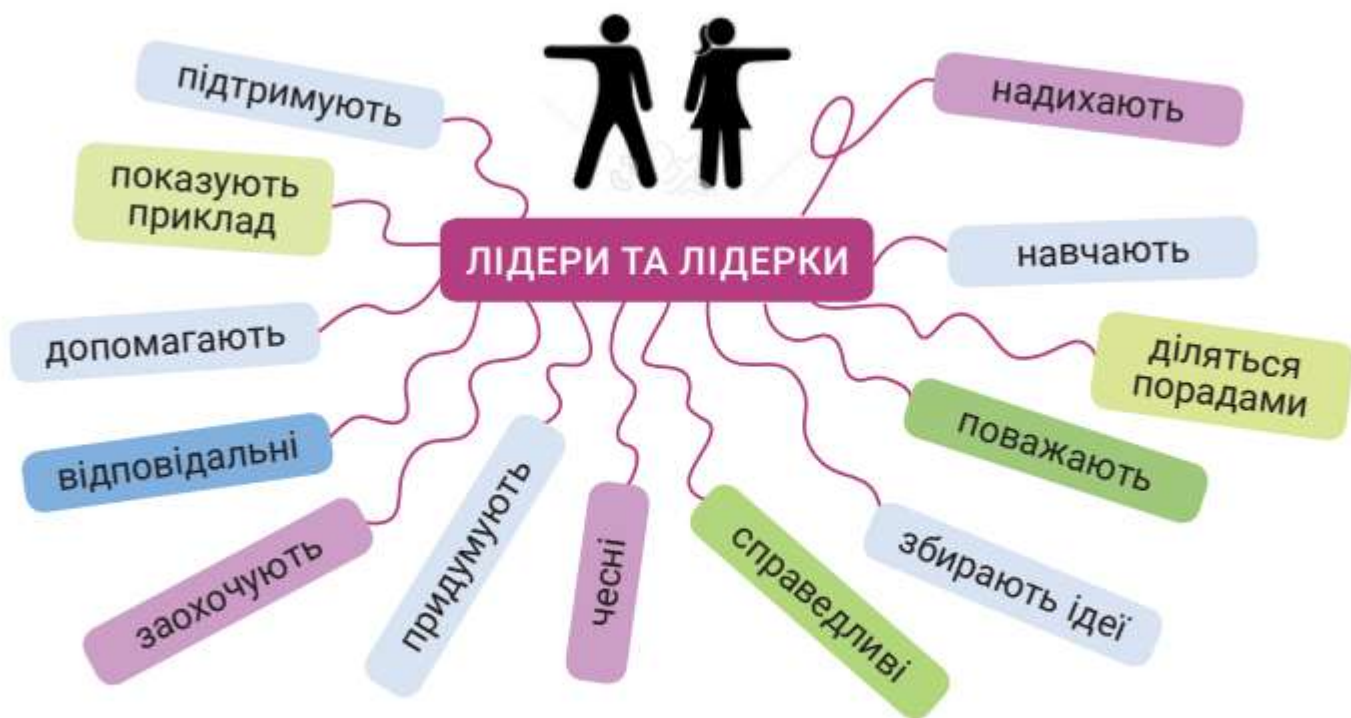 підтримують
надихають
показують
приклад
ЛІДЕРИ ТА ЛІДЕРКИ
навчають
допомагають
діляться
порадами
відповідальні
поважають
заохочують
придумують
чесні
справедливі
збирають ідеї